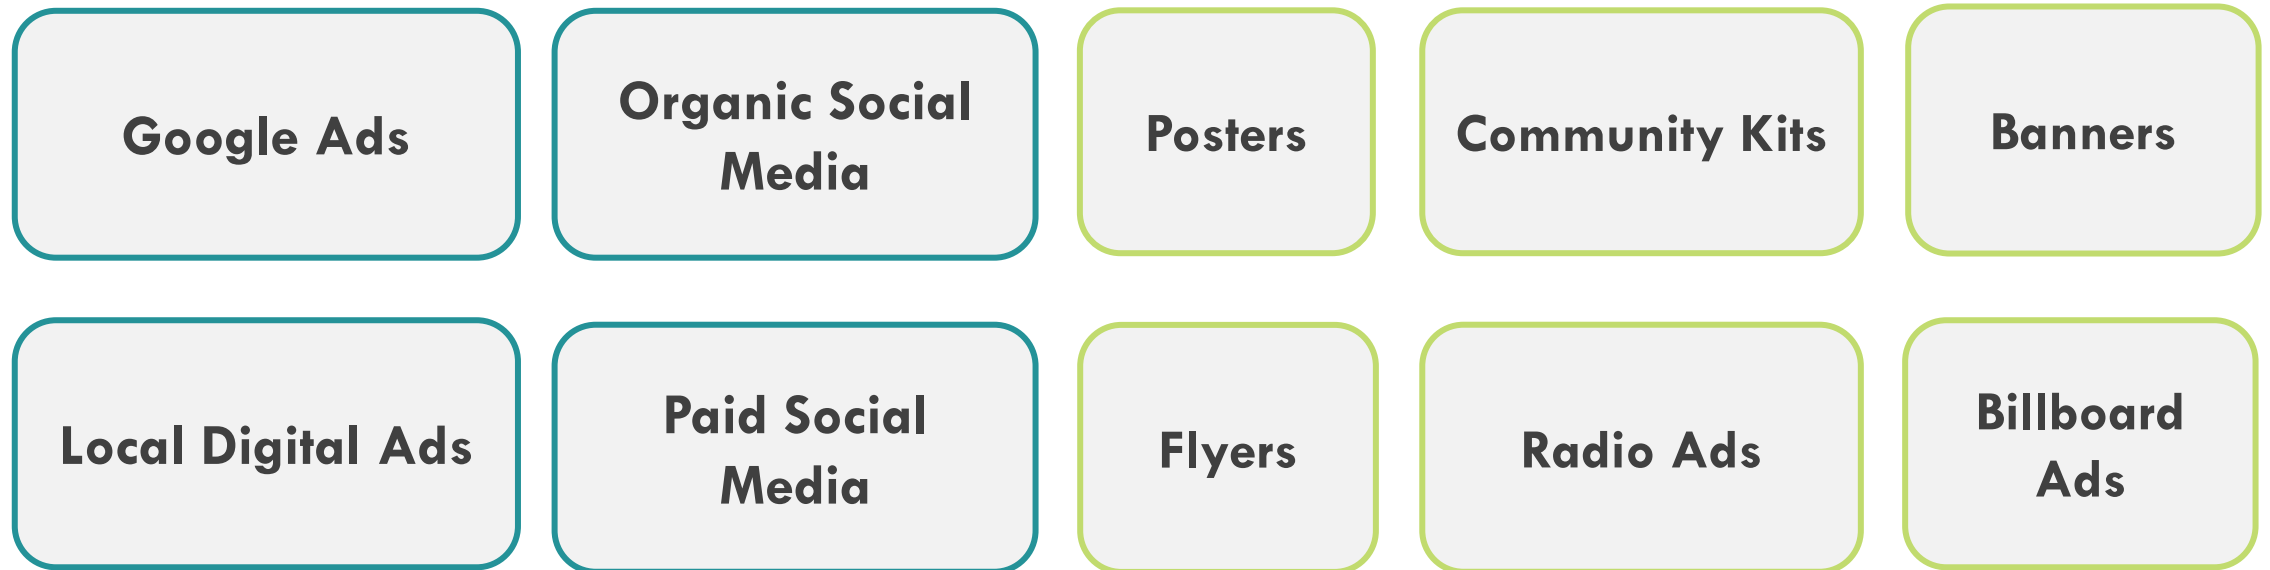 Google Ads
Organic Social
Media
Posters
Community Kits
Banners
Local Digital Ads
Paid Social
Media
Flyers
Radio Ads
Billboard
Ads